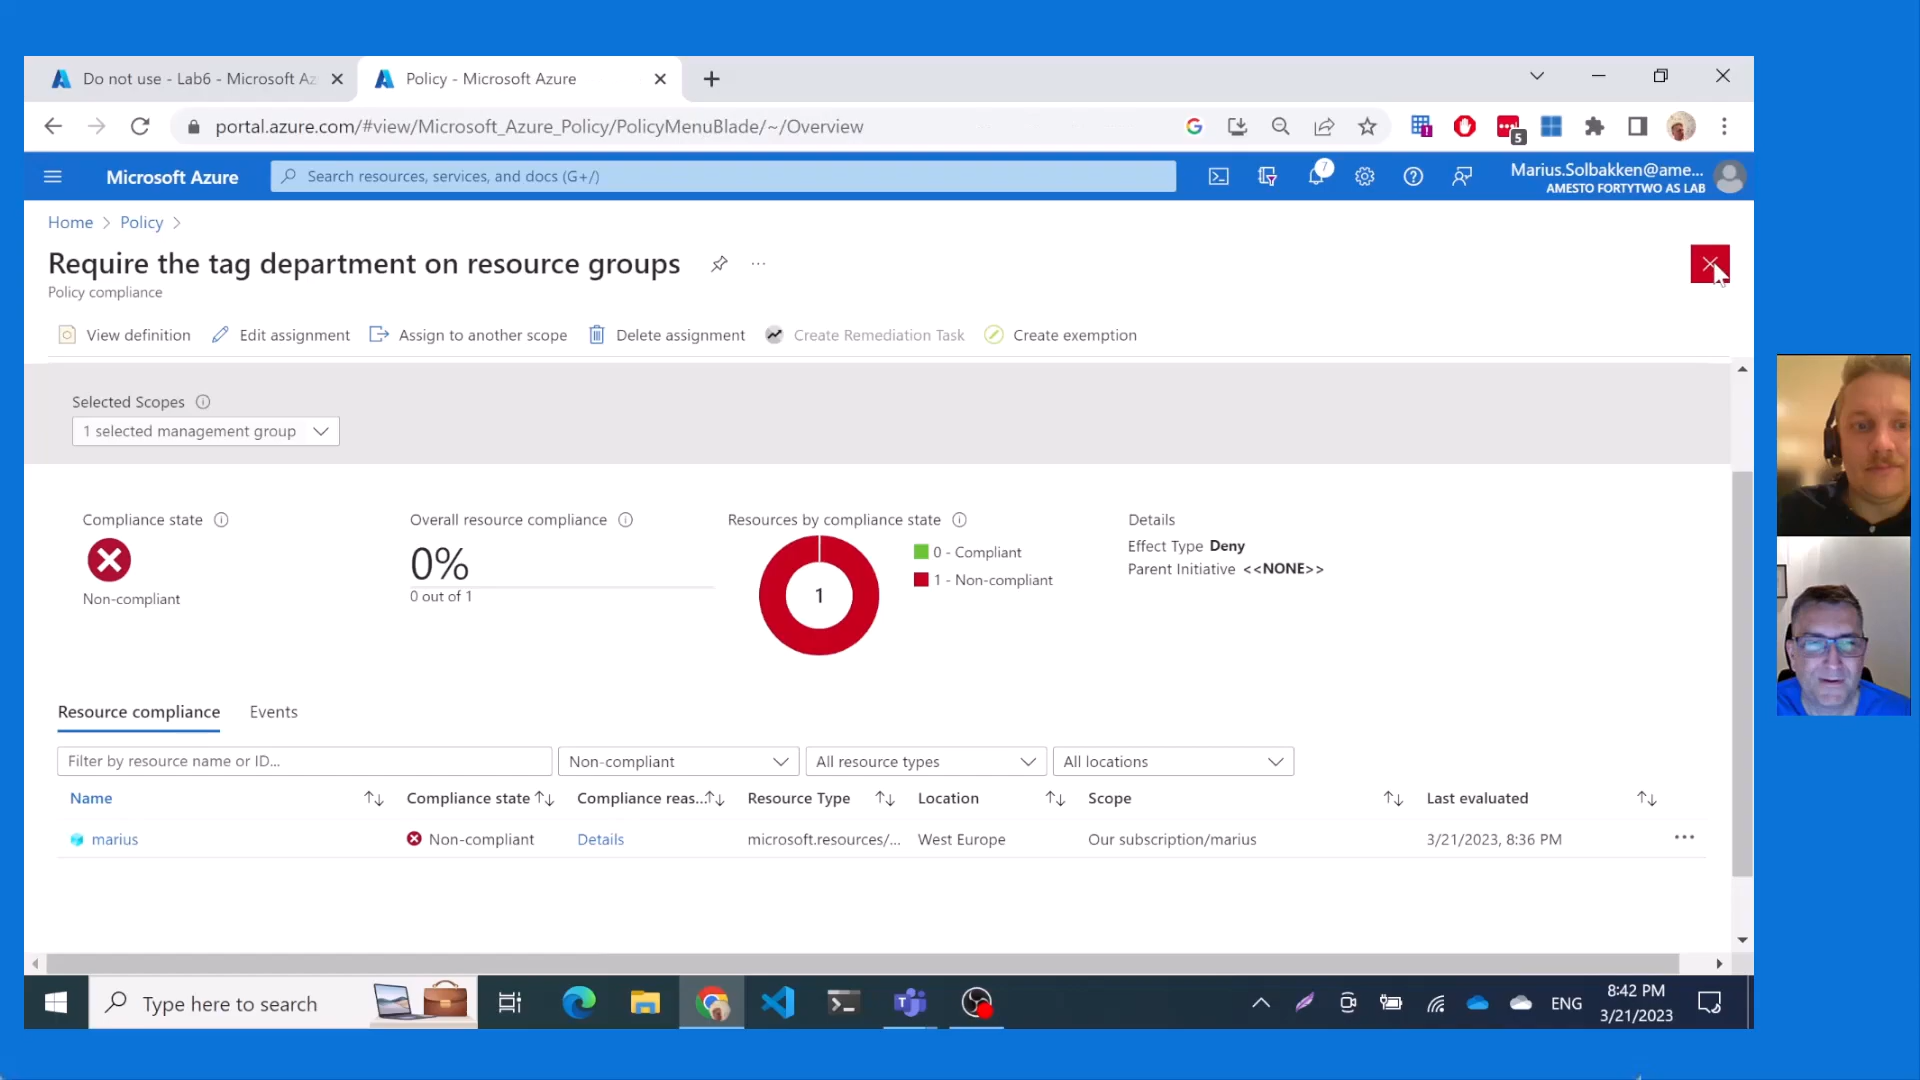 Do not use - Lab6 - Microsoft Az
Policy - Microsoft Azure
portal.azure.com/#view/Microsoft_Azure_Policy/PolicyMenuBlade/~/Overview
5
Microsoft Azure
Search resources, services, and docs (G+/)
7
Marius.Solbakken@ame...
AMESTO FORTYTWO AS LAB
Home > Policy >
Require the tag department on resource groups
Policy compliance
View definition
Edit assignment
Assign to another scope
Delete assignment
Create Remediation Task
Create exemption
Selected Scopes
1 selected management group
Compliance state
Non-compliant
Overall resource compliance
0%
0 out of 1
Resources by compliance state
1
0 - Compliant
1 - Non-compliant
Details
Effect Type Deny
Parent Initiative <<NONE>>
Resource compliance
Events
Filter by resource name or ID...
Non-compliant
All resource types
All locations
Name
Compliance state
Compliance reas...
Resource Type
Location
Scope
Last evaluated
marius
Non-compliant
Details
microsoft.resources/...
West Europe
Our subscription/marius
3/21/2023, 8:36 PM
Type here to search
ENG
8:42 PM
3/21/2023